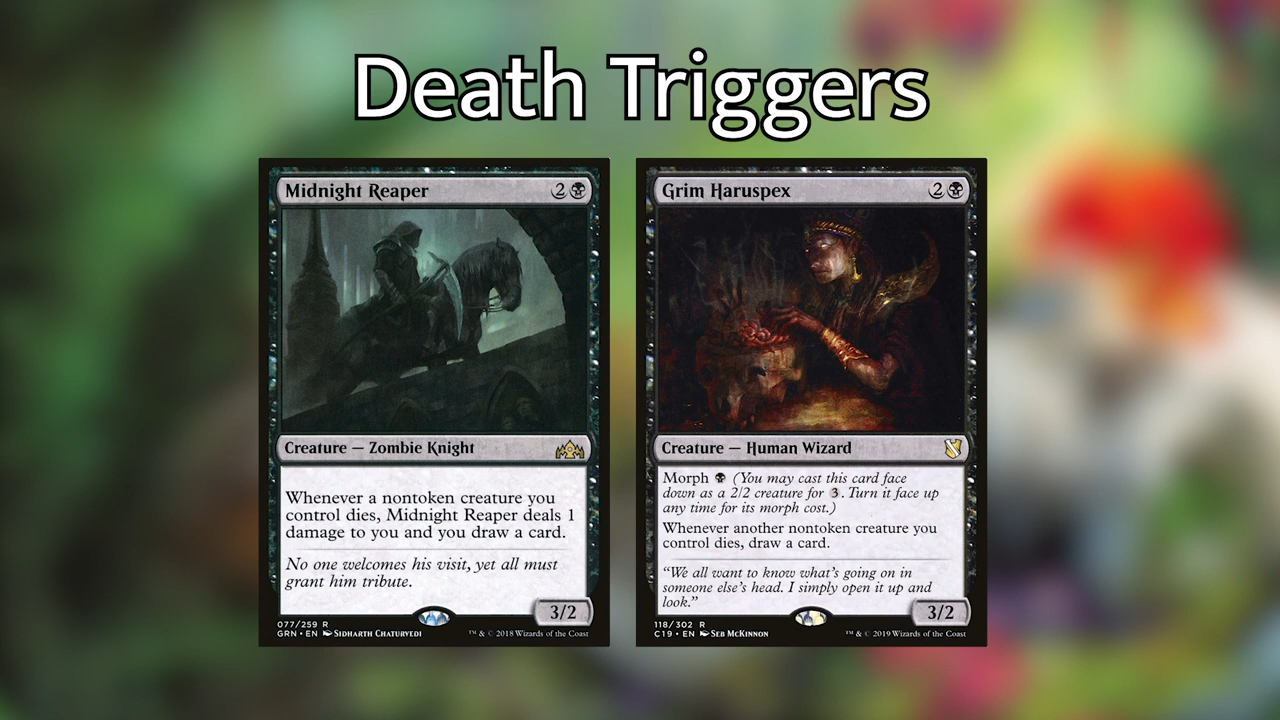 Death Triggers
Midnight Reaper 2
Creature — Zombie Knight
Whenever a nontoken creature you
control dies, Midnight Reaper deals 1
damage to you and you draw a card.
No one welcomes his visit, yet all must
grant him tribute.
3/2
077/259 R
GRN • EN SIDHARTH CHATURVEDI
™ & © 2018 Wizards of the Coast
Grim Haruspex 2
Creature — Human Wizard
Morph (You may cast this card face
down as a 2/2 creature for 3. Turn it face up
any time for its morph cost.)
Whenever another nontoken creature you
control dies, draw a card.
“We all want to know what’s going on in
someone else’s head. I simply open it up and
look.”
3/2
118/302 R
C19 • EN SEB MCKINNON
™ & © 2019 Wizards of the Coast